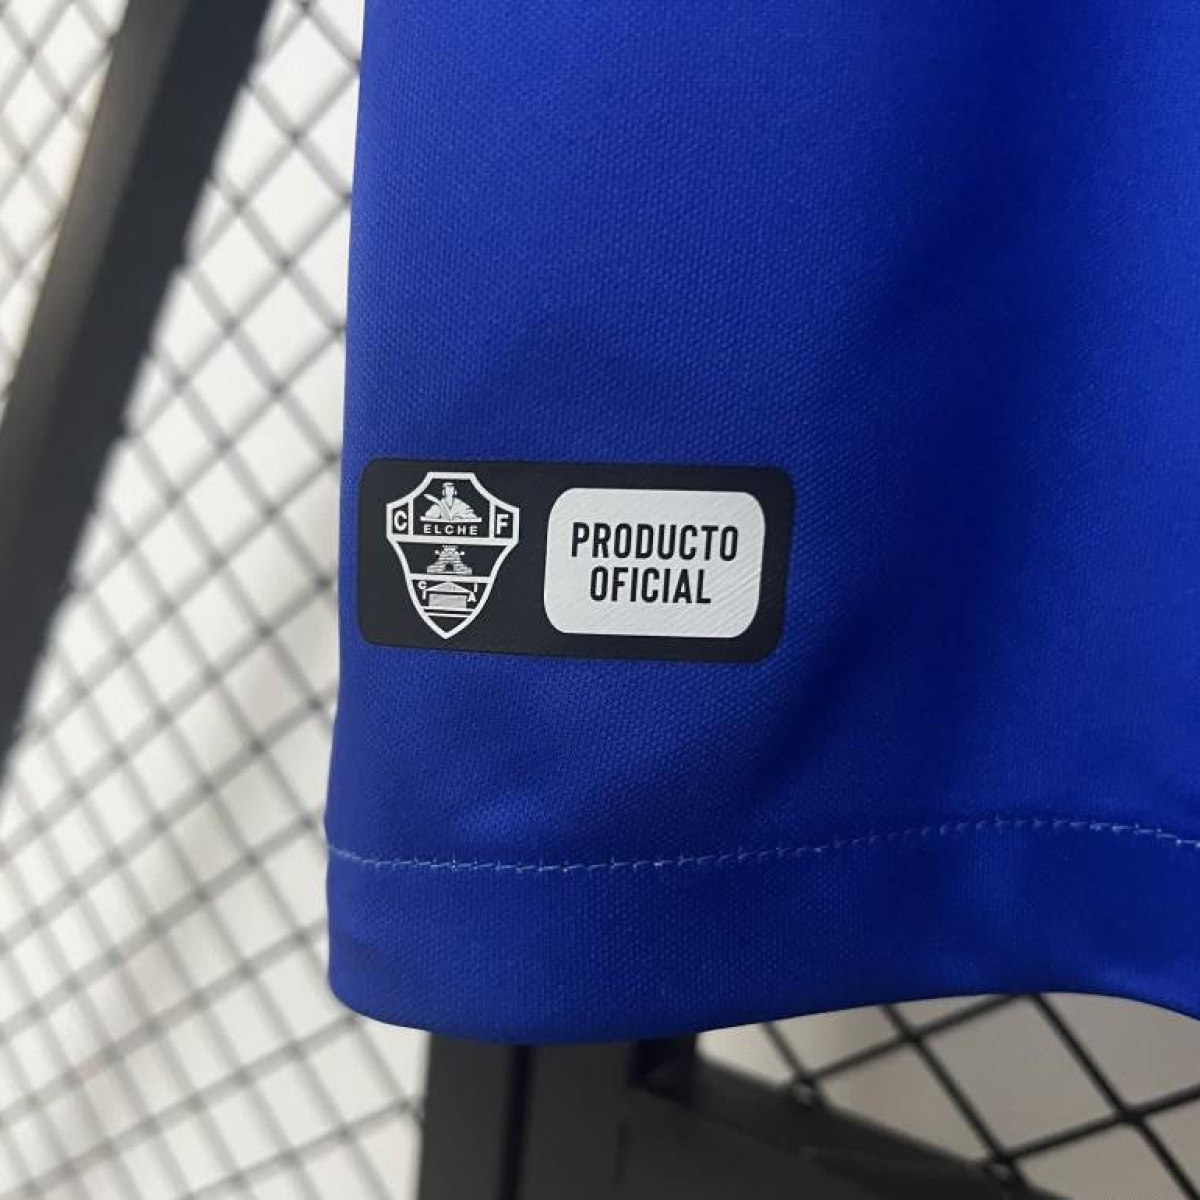 C F
ELCHE
C I
I A
PRODUCTO
OFICIAL